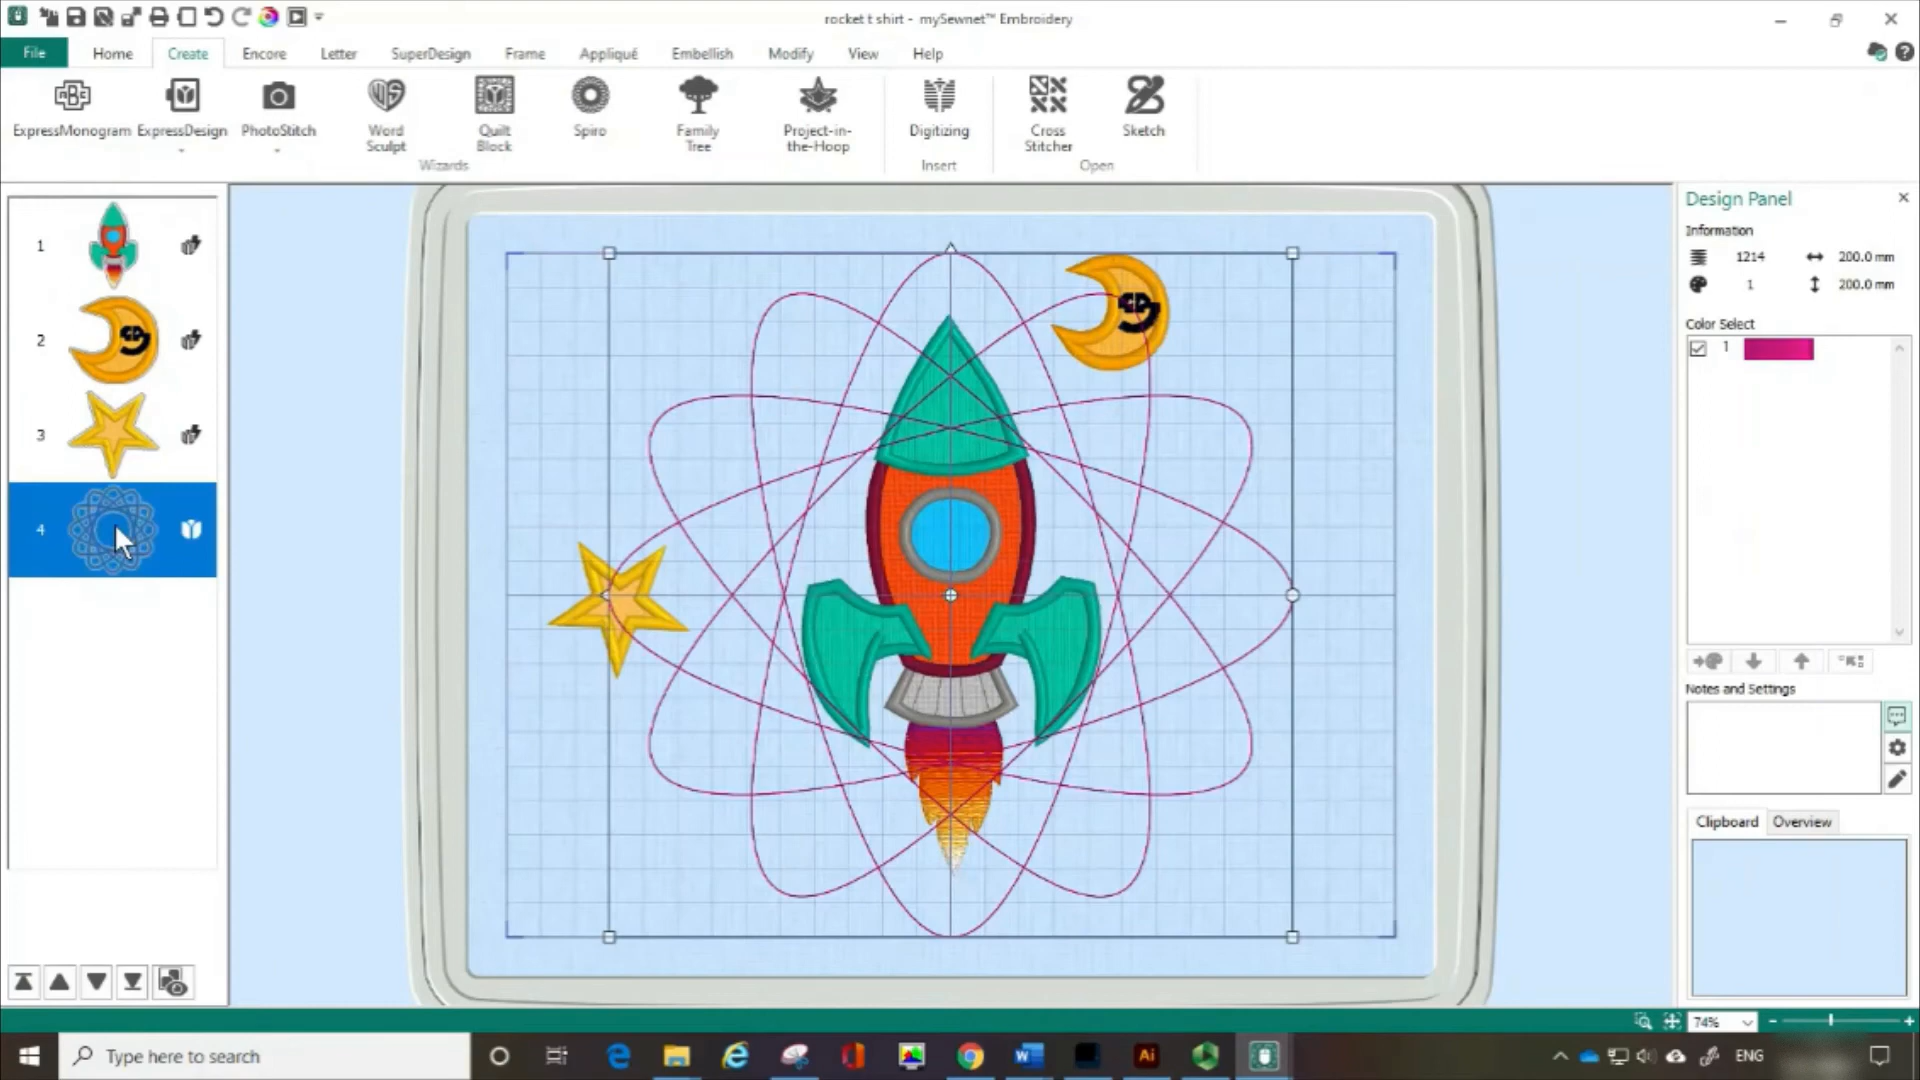 rocket t shirt - mySewnet™ Embroidery
File Home Create Encore Letter SuperDesign Frame Appliqué Embellish Modify View Help
ExpressMonogram ExpressDesign PhotoStitch Word Sculpt Quilt Block Spiro Family Tree Project-in-the-Hoop Digitizing Cross Stitcher Sketch
Wizards Insert Open
Design Panel
Information
1214 200.0 mm
1 200.0 mm
Color Select
1
1
2
3
4
Notes and Settings
Clipboard Overview
74%
Type here to search
ENG